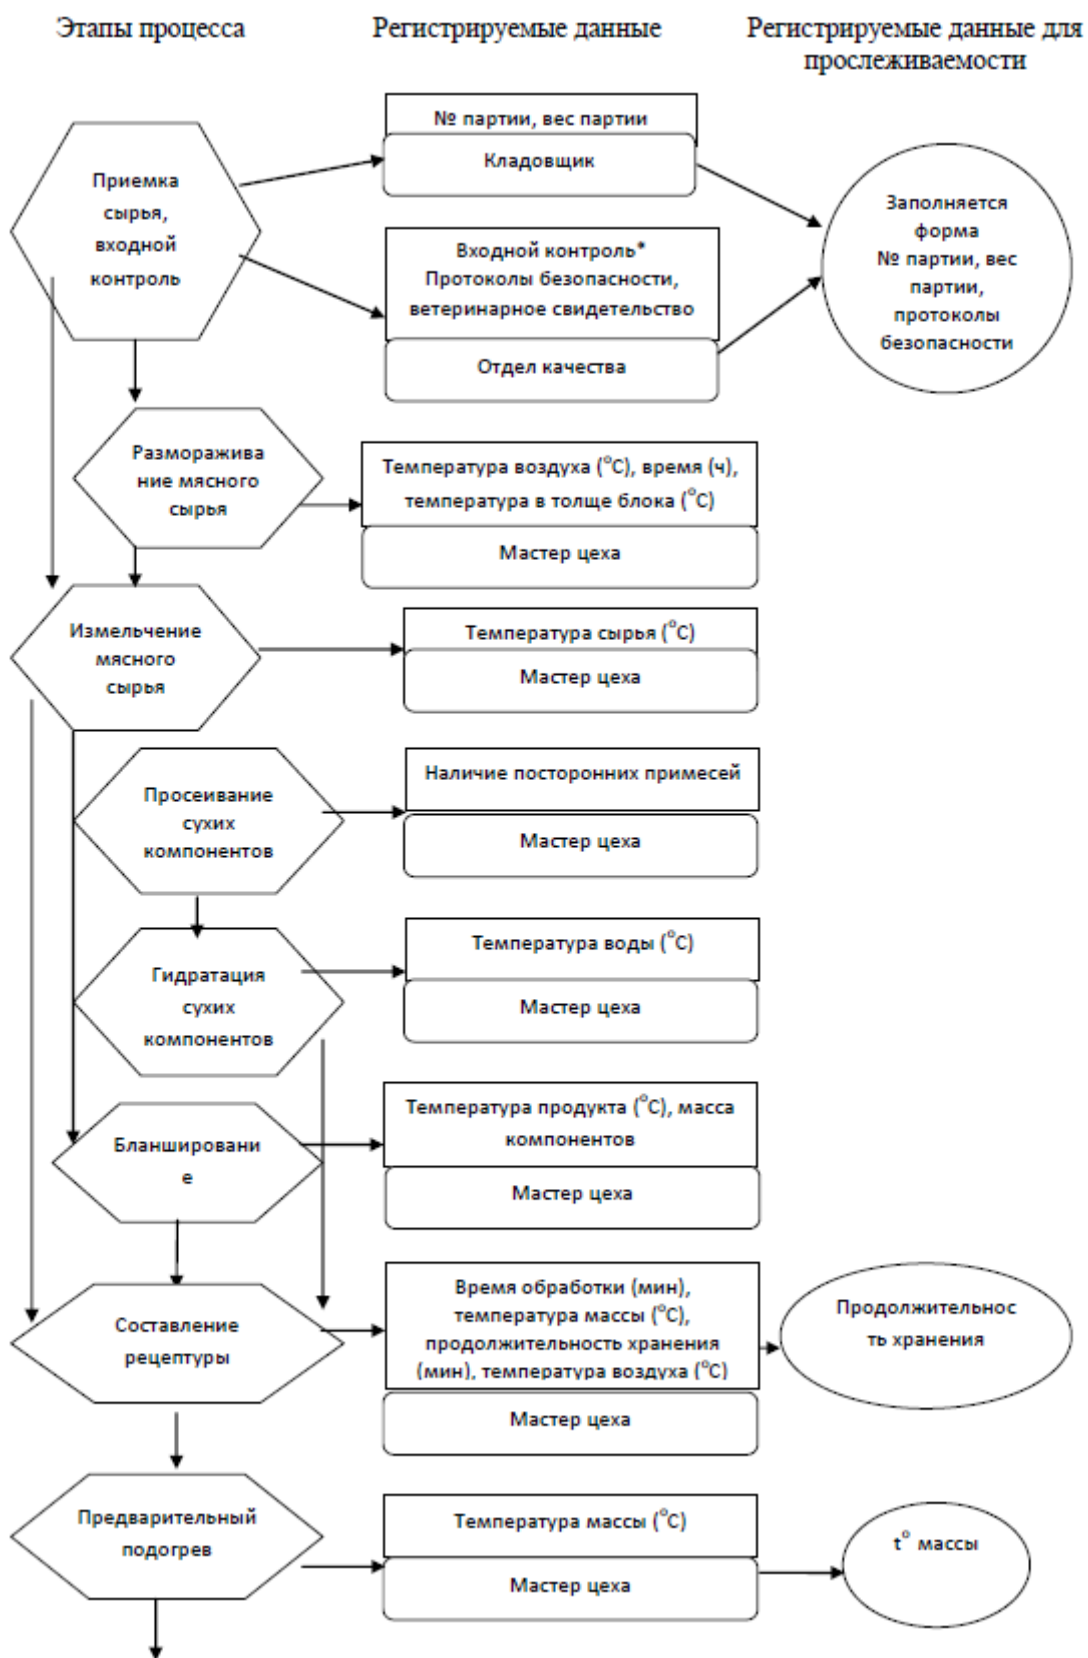 Этапы процесса
Регистрируемые данные
Регистрируемые данные для
прослеживаемости
№ партии, вес партии
Кладовщик
Приемка
сырья,
входной
контроль
Входной контроль*
Протоколы безопасности,
ветеринарное свидетельство
Отдел качества
Заполняется
форма
№ партии, вес
партии,
протоколы
безопасности
Разморажива
ние мясного
сырья
Температура воздуха (°С), время (ч),
температура в толще блока (°С)
Мастер цеха
Измельчение
мясного
сырья
Температура сырья (°С)
Мастер цеха
Просеивание
сухих
компонентов
Наличие посторонних примесей
Мастер цеха
Гидратация
сухих
компонентов
Температура воды (°С)
Мастер цеха
Бланшировани
е
Температура продукта (°С), масса
компонентов
Мастер цеха
Составление
рецептуры
Время обработки (мин),
температура массы (°С),
продолжительность хранения
(мин), температура воздуха (°С)
Мастер цеха
Продолжительнос
ть хранения
Предварительный
подогрев
Температура массы (°С)
Мастер цеха
t° массы